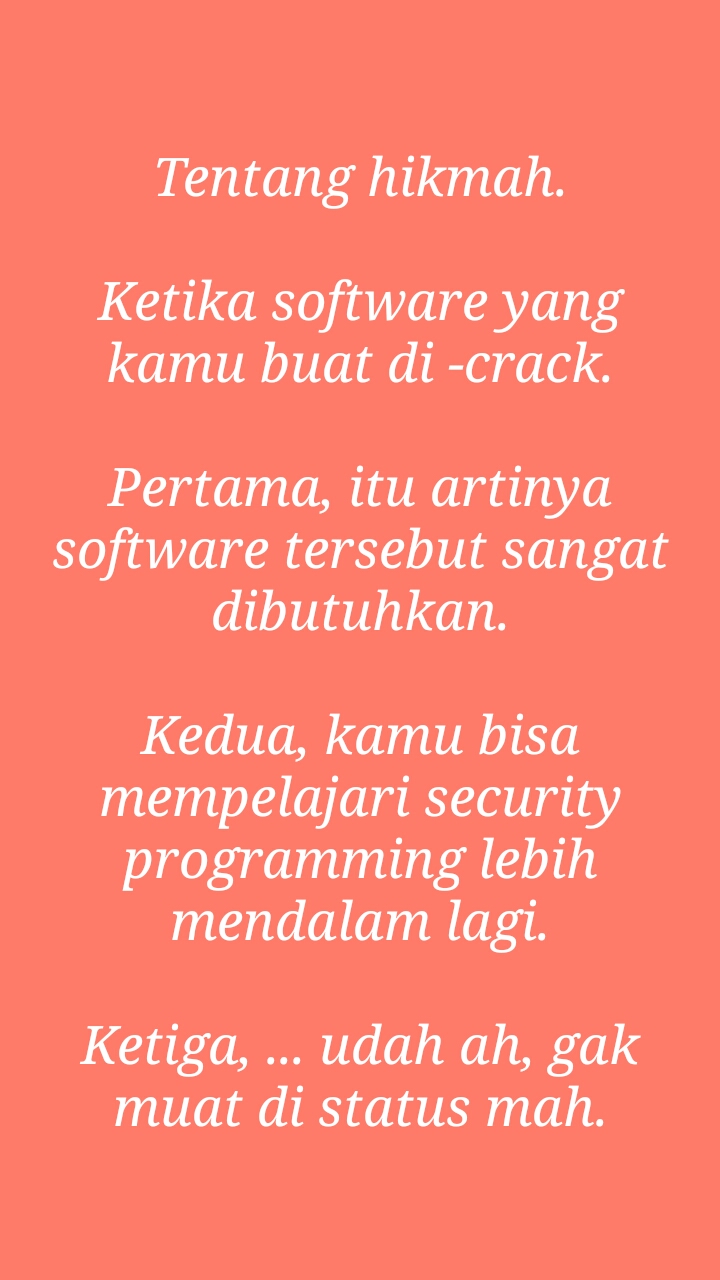 Tentang hikmah.
Ketika software yang
kamu buat di -crack.
Pertama, itu artinya
software tersebut sangat
dibutuhkan.
Kedua, kamu bisa
mempelajari security
programming lebih
mendalam lagi.
Ketiga, ... udah ah, gak
muat di status mah.